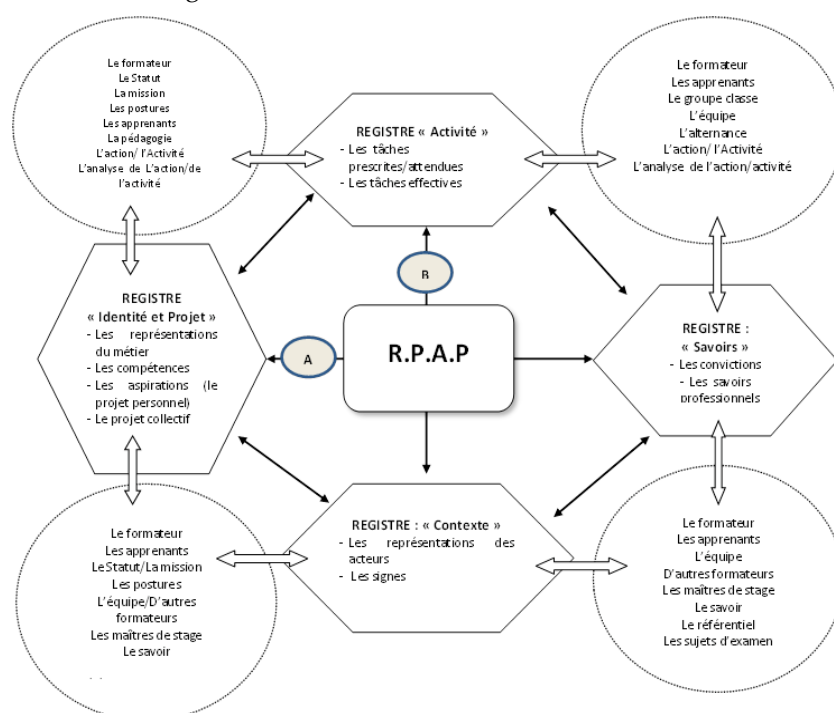 Le formateur
Le Statut
La mission
Les postures
Les apprenants
La pédagogie
L'action/ l'Activité
L'analyse de L'action/de
l'activité
REGISTRE « Activité »
- Les tâches
prescrites/attendues
- Les tâches effectives
Le formateur
Les apprenants
Le groupe classe
L'équipe
L'alternance
L'action/ l'Activité
L'analyse de l'action/activité
B
REGISTRE
« Identité et Projet »
- Les représentations
du métier
- Les compétences
- Les aspirations (le
projet personnel)
- Le projet collectif
A
R.P.A.P
REGISTRE :
« Savoirs »
- Les convictions
- Les savoirs
professionnels
Le formateur
Les apprenants
Le Statut/La mission
Les postures
L'équipe/D'autres
formateurs
Les maîtres de stage
Le savoir
REGISTRE : « Contexte »
- Les représentations des
acteurs
- Les signes
Le formateur
Les apprenants
L'équipe
D'autres formateurs
Les maîtres de stage
Le savoir
Le référentiel
Les sujets d'examen